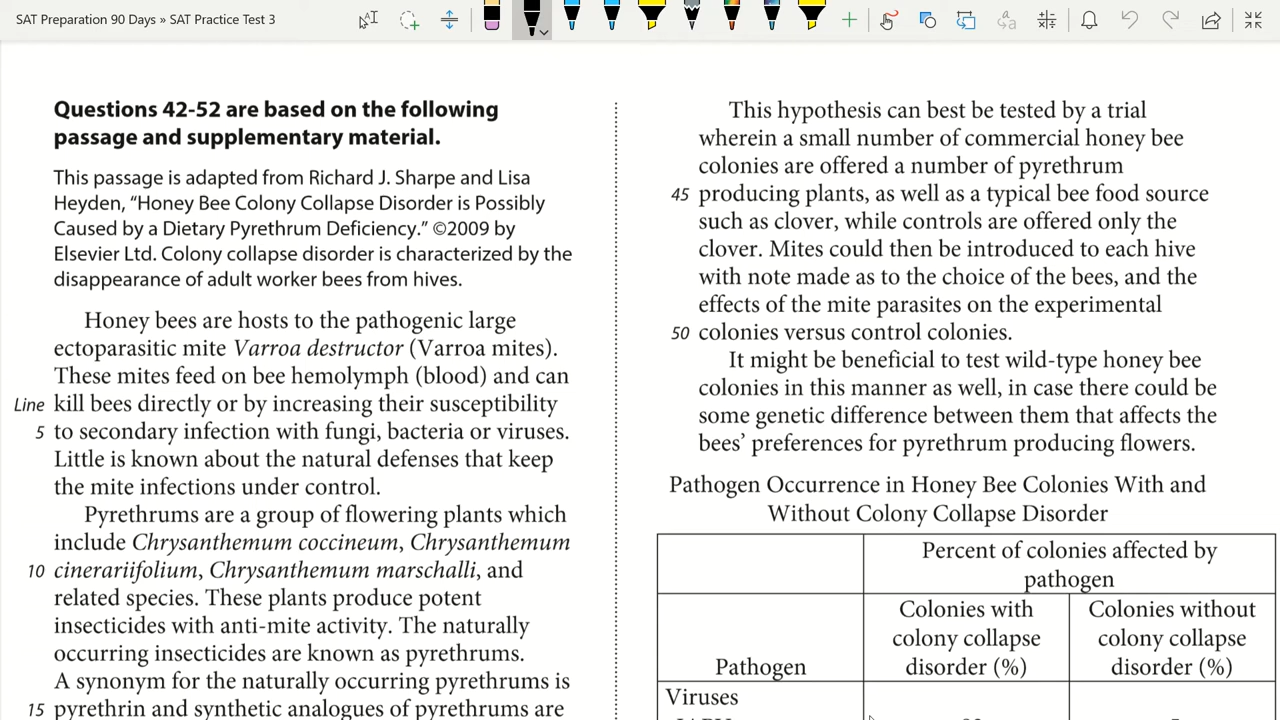 SAT Preparation 90 Days » SAT Practice Test 3
Questions 42-52 are based on the following
passage and supplementary material.
This passage is adapted from Richard J. Sharpe and Lisa
Heyden, “Honey Bee Colony Collapse Disorder is Possibly
Caused by a Dietary Pyrethrum Deficiency.” ©2009 by
Elsevier Ltd. Colony collapse disorder is characterized by the
disappearance of adult worker bees from hives.
Honey bees are hosts to the pathogenic large
ectoparasitic mite Varroa destructor (Varroa mites).
These mites feed on bee hemolymph (blood) and can
Line kill bees directly or by increasing their susceptibility
5 to secondary infection with fungi, bacteria or viruses.
Little is known about the natural defenses that keep
the mite infections under control.
Pyrethrums are a group of flowering plants which
include Chrysanthemum coccineum, Chrysanthemum
10 cinerariifolium, Chrysanthemum marschalli, and
related species. These plants produce potent
insecticides with anti-mite activity. The naturally
occurring insecticides are known as pyrethrums.
A synonym for the naturally occurring pyrethrums is
15 pyrethrin and synthetic analogues of pyrethrums are
This hypothesis can best be tested by a trial
wherein a small number of commercial honey bee
colonies are offered a number of pyrethrum
45 producing plants, as well as a typical bee food source
such as clover, while controls are offered only the
clover. Mites could then be introduced to each hive
with note made as to the choice of the bees, and the
effects of the mite parasites on the experimental
50 colonies versus control colonies.
It might be beneficial to test wild-type honey bee
colonies in this manner as well, in case there could be
some genetic difference between them that affects the
bees’ preferences for pyrethrum producing flowers.
Pathogen Occurrence in Honey Bee Colonies With and
Without Colony Collapse Disorder
Percent of colonies affected by
pathogen
Colonies with
colony collapse
disorder (%)
Colonies without
colony collapse
disorder (%)
Pathogen
Viruses